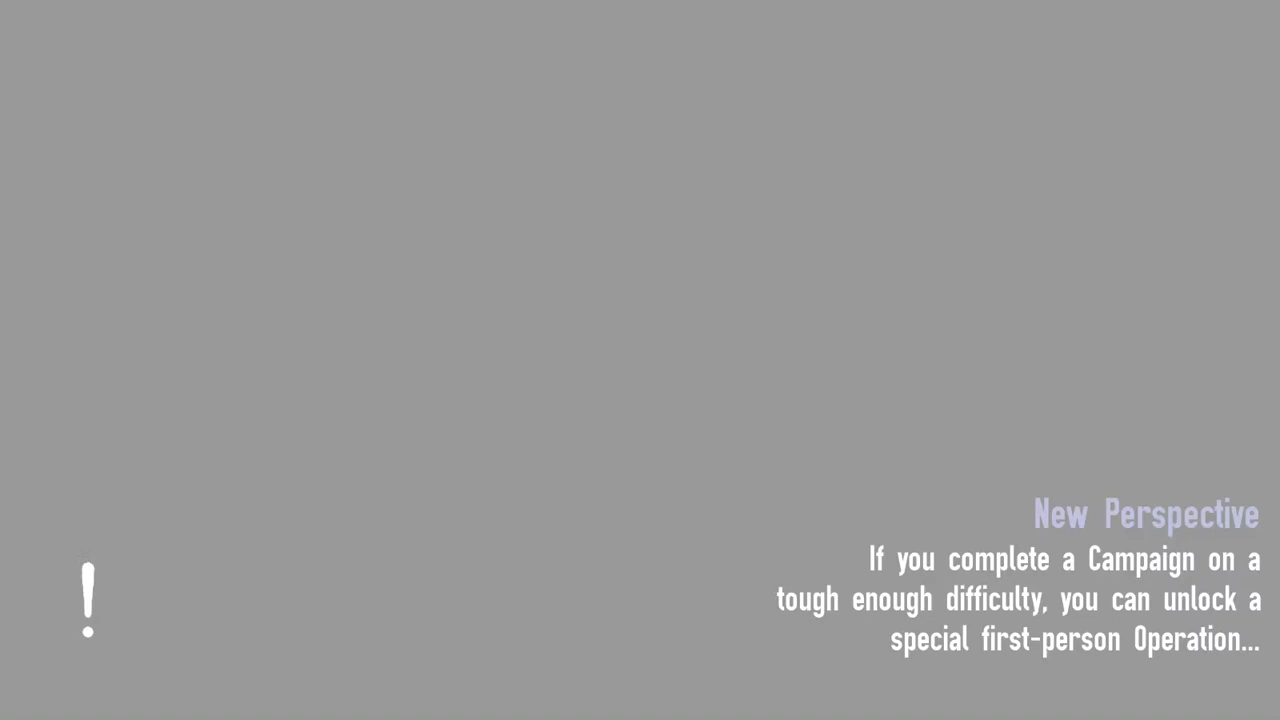 New Perspective
If you complete a Campaign on a
tough enough difficulty, you can unlock a
special first-person Operation...
!